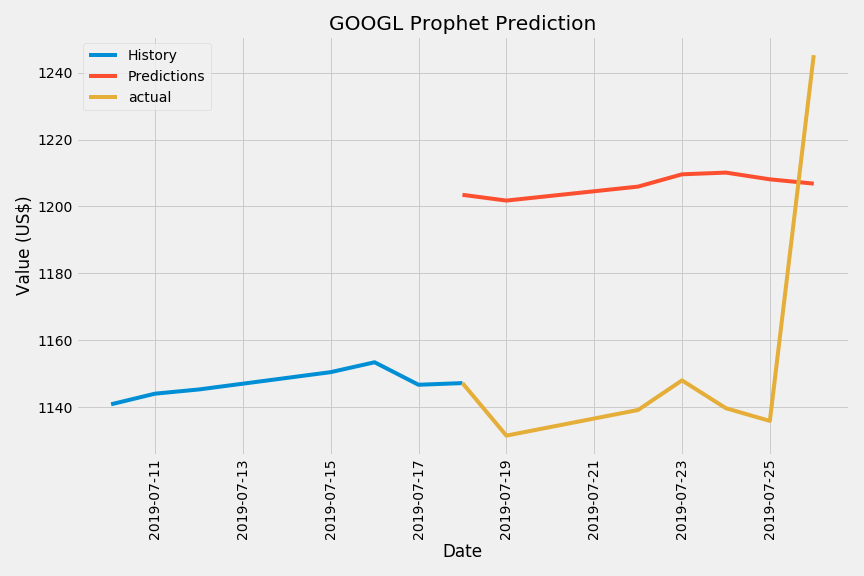 GOOGL Prophet Prediction
History
Predictions
actual
Value (US$)
1240
1220
1200
1180
1160
1140
2019-07-11
2019-07-13
2019-07-15
2019-07-17
2019-07-19
2019-07-21
2019-07-23
2019-07-25
Date